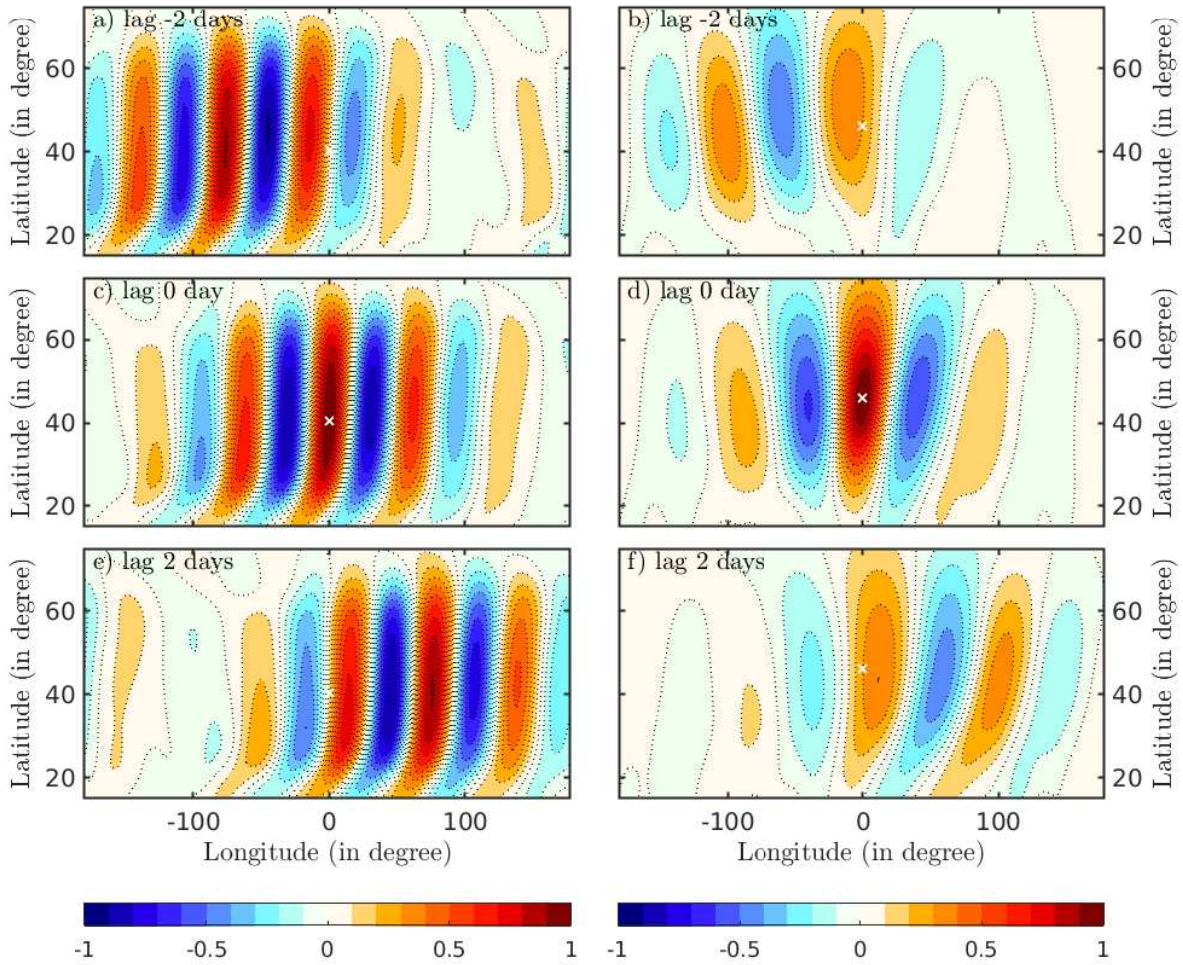 a) lag -2 days
b) lag -2 days
60
40
20
Latitude (in degree)
60
40
20
Latitude (in degree)
c) lag 0 day
d) lag 0 day
60
40
20
Latitude (in degree)
60
40
20
Latitude (in degree)
e) lag 2 days
f) lag 2 days
60
40
20
Latitude (in degree)
60
40
20
Latitude (in degree)
-100 0 100
-100 0 100
Longitude (in degree)
Longitude (in degree)
-1 -0.5 0 0.5 1
-1 -0.5 0 0.5 1